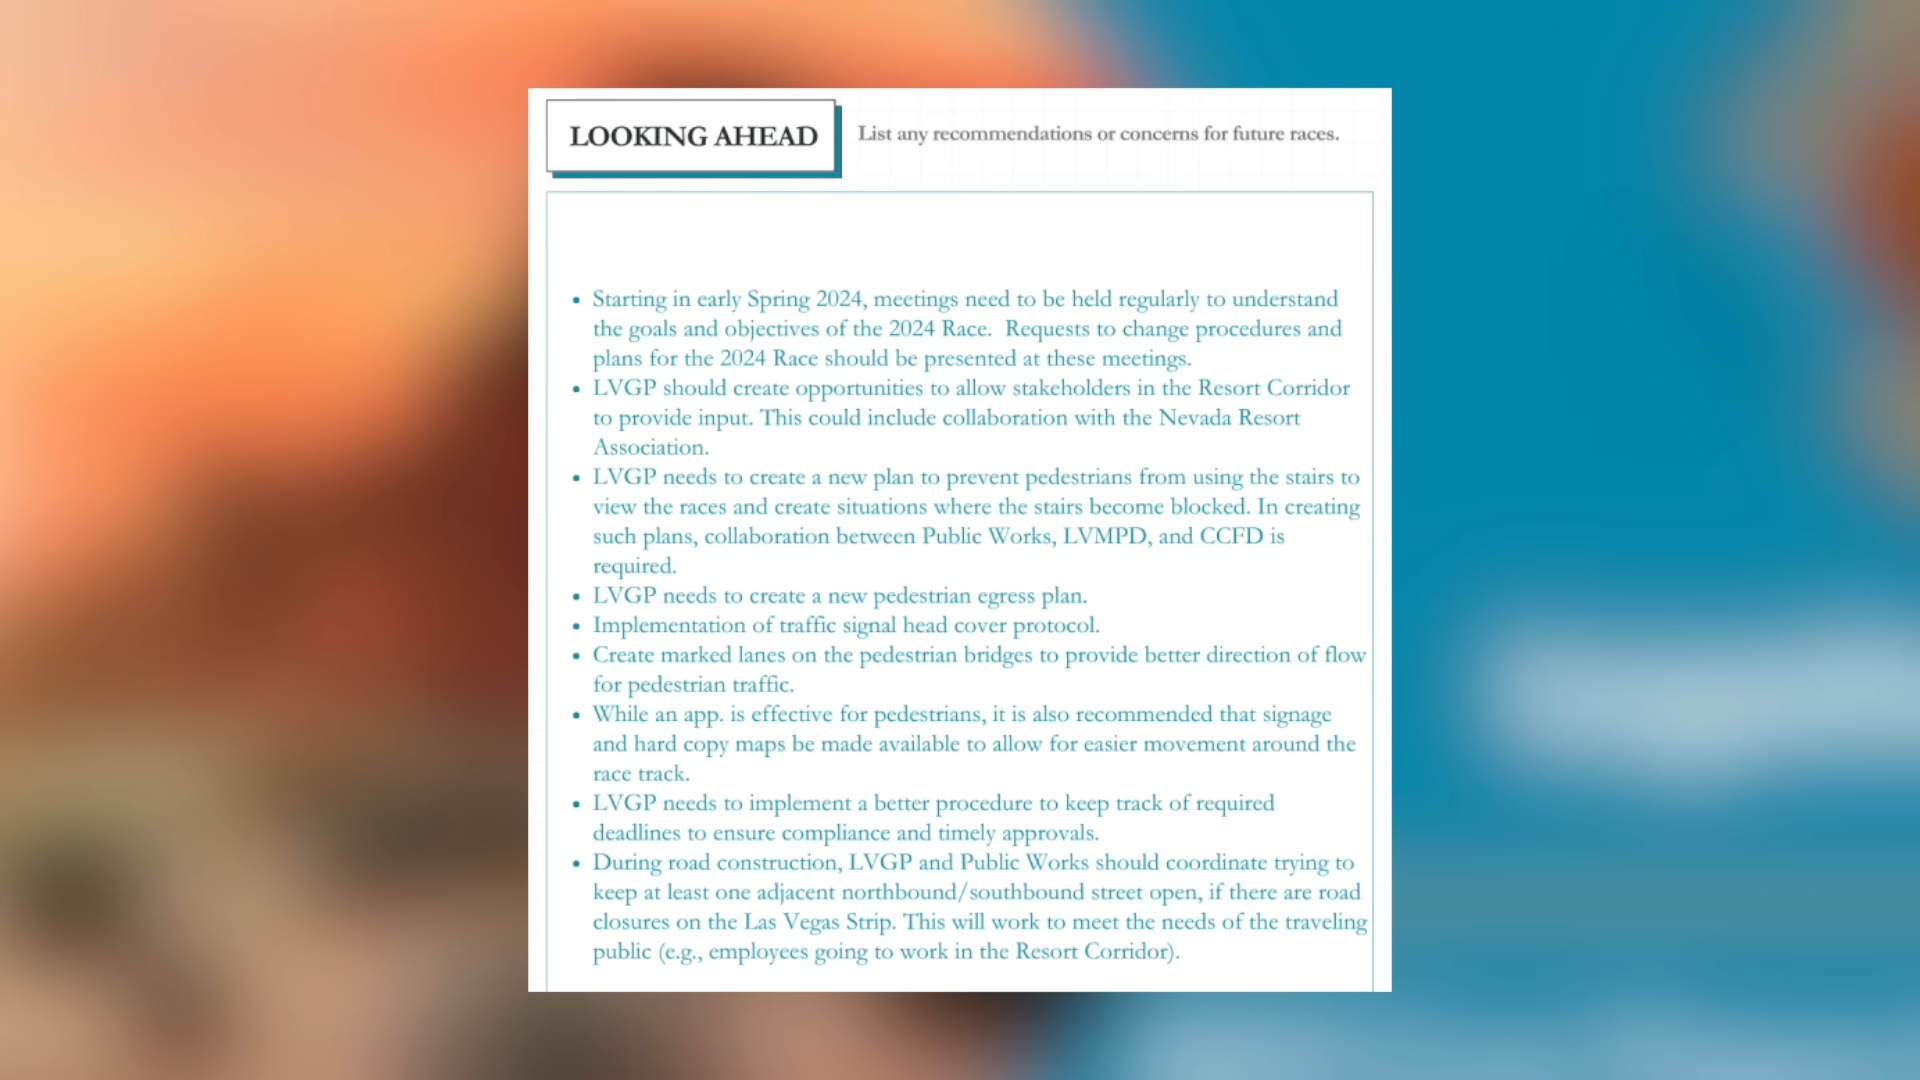 LOOKING AHEAD
List any recommendations or concerns for future races.
• Starting in early Spring 2024, meetings need to be held regularly to understand
the goals and objectives of the 2024 Race.  Requests to change procedures and
plans for the 2024 Race should be presented at these meetings.
• LVGP should create opportunities to allow stakeholders in the Resort Corridor
to provide input. This could include collaboration with the Nevada Resort
Association.
• LVGP needs to create a new plan to prevent pedestrians from using the stairs to
view the races and create situations where the stairs become blocked. In creating
such plans, collaboration between Public Works, LVMPD, and CCFD is
required.
• LVGP needs to create a new pedestrian egress plan.
• Implementation of traffic signal head cover protocol.
• Create marked lanes on the pedestrian bridges to provide better direction of flow
for pedestrian traffic.
• While an app. is effective for pedestrians, it is also recommended that signage
and hard copy maps be made available to allow for easier movement around the
race track.
• LVGP needs to implement a better procedure to keep track of required
deadlines to ensure compliance and timely approvals.
• During road construction, LVGP and Public Works should coordinate trying to
keep at least one adjacent northbound/southbound street open, if there are road
closures on the Las Vegas Strip. This will work to meet the needs of the traveling
public (e.g., employees going to work in the Resort Corridor).